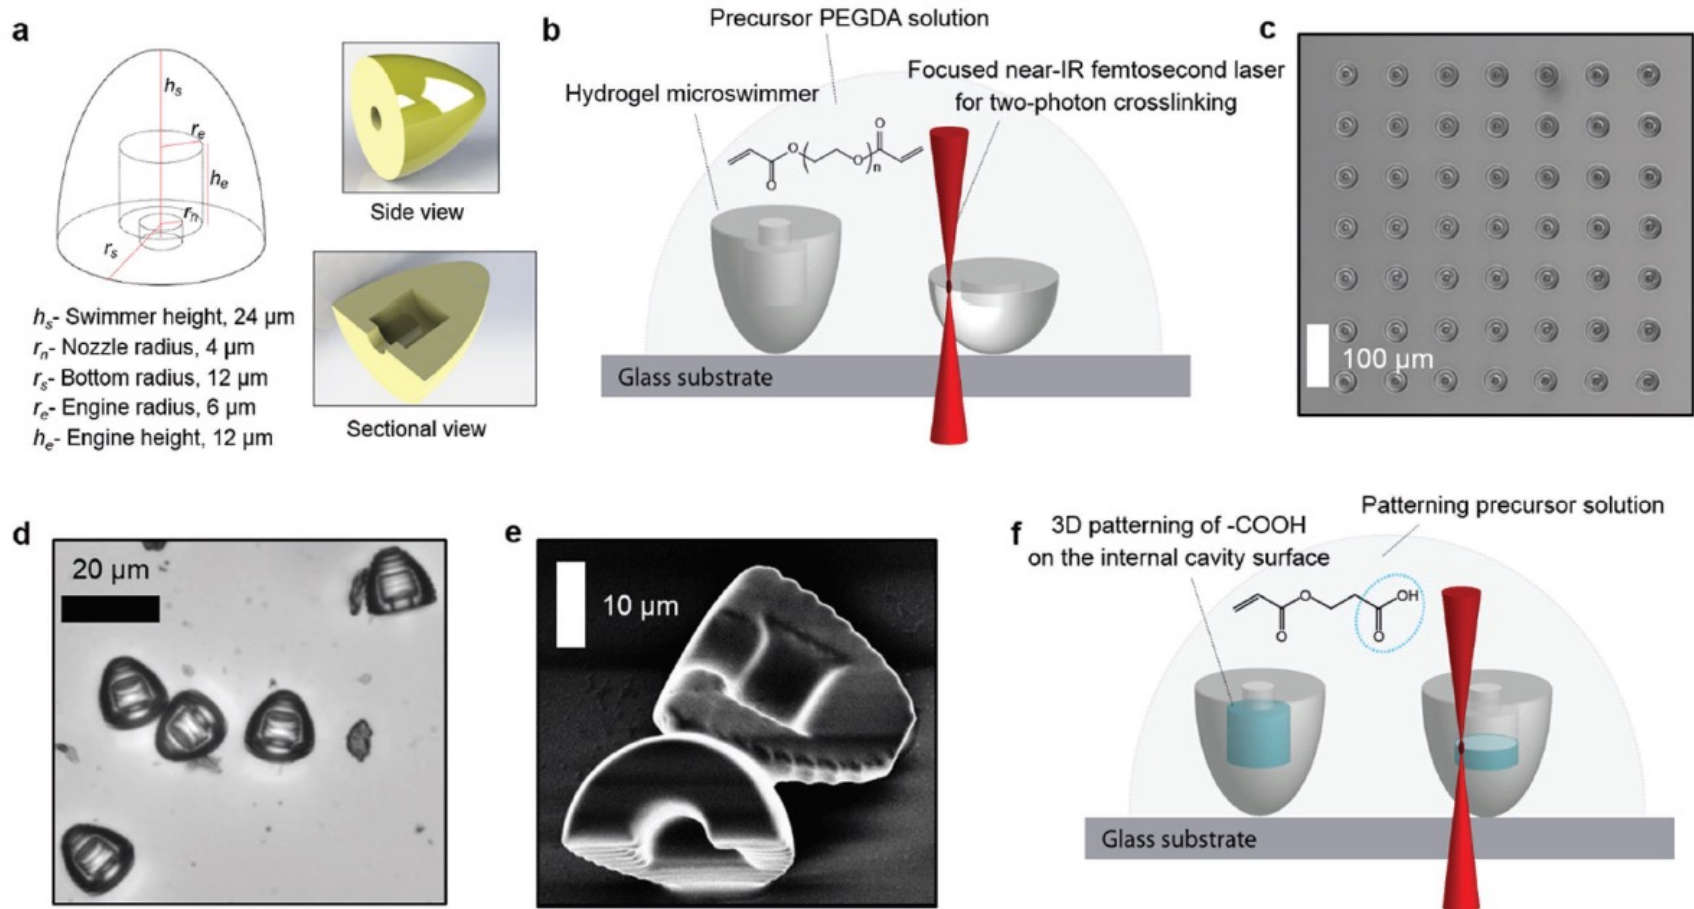 a
h_s
r_e
h_e
r_n
r_s
h_s- Swimmer height, 24 µm
r_n- Nozzle radius, 4 µm
r_s- Bottom radius, 12 µm
r_e- Engine radius, 6 µm
h_e- Engine height, 12 µm
Side view
Sectional view
b
Precursor PEGDA solution
Hydrogel microswimmer
Focused near-IR femtosecond laser
for two-photon crosslinking
O
O
O
O
n
Glass substrate
c
100 µm
d
20 µm
e
10 µm
f
3D patterning of -COOH
on the internal cavity surface
Patterning precursor solution
O
O
OH
O
Glass substrate